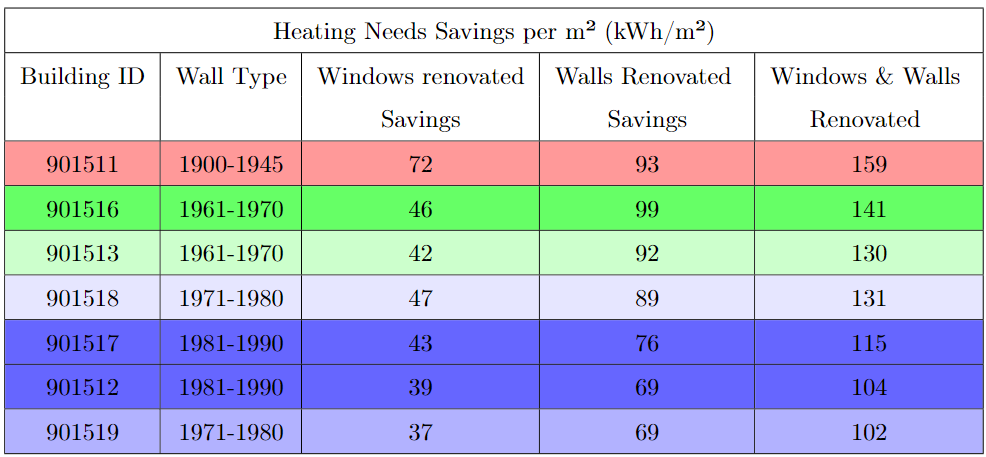 Heating Needs Savings per m² (kWh/m²)
Building ID Wall Type Windows renovated Walls Renovated Windows & Walls
Savings Savings Renovated
901511 1900-1945 72 93 159
901516 1961-1970 46 99 141
901513 1961-1970 42 92 130
901518 1971-1980 47 89 131
901517 1981-1990 43 76 115
901512 1981-1990 39 69 104
901519 1971-1980 37 69 102